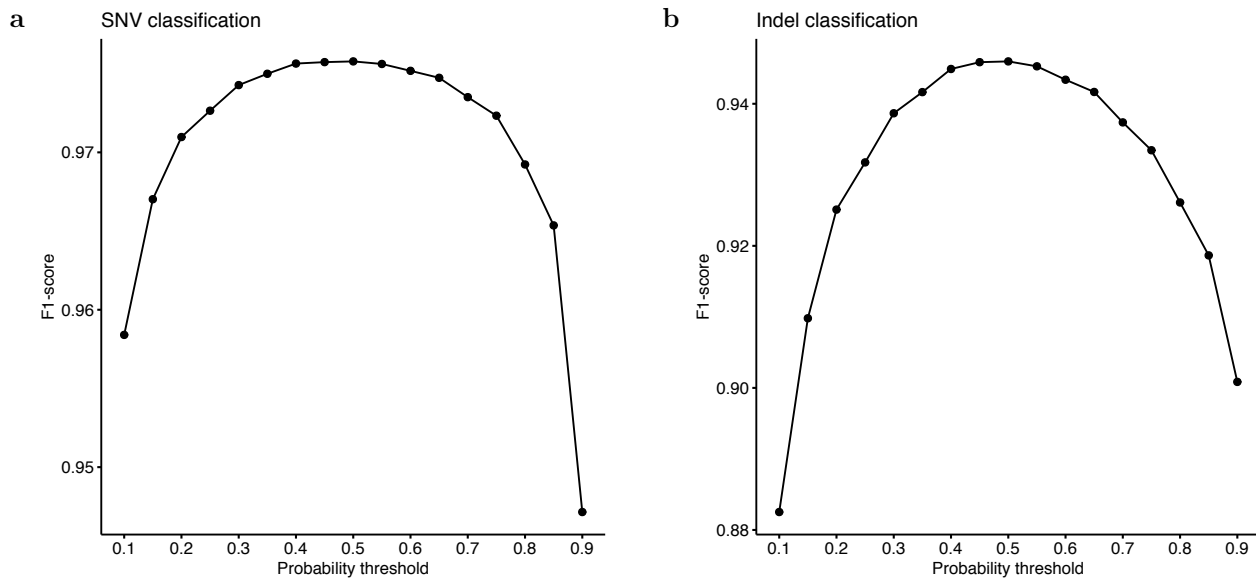 a
SNV classification
0.97
0.96
0.95
F1-score
0.1 0.2 0.3 0.4 0.5 0.6 0.7 0.8 0.9
Probability threshold
b
Indel classification
0.94
0.92
0.90
0.88
F1-score
0.1 0.2 0.3 0.4 0.5 0.6 0.7 0.8 0.9
Probability threshold